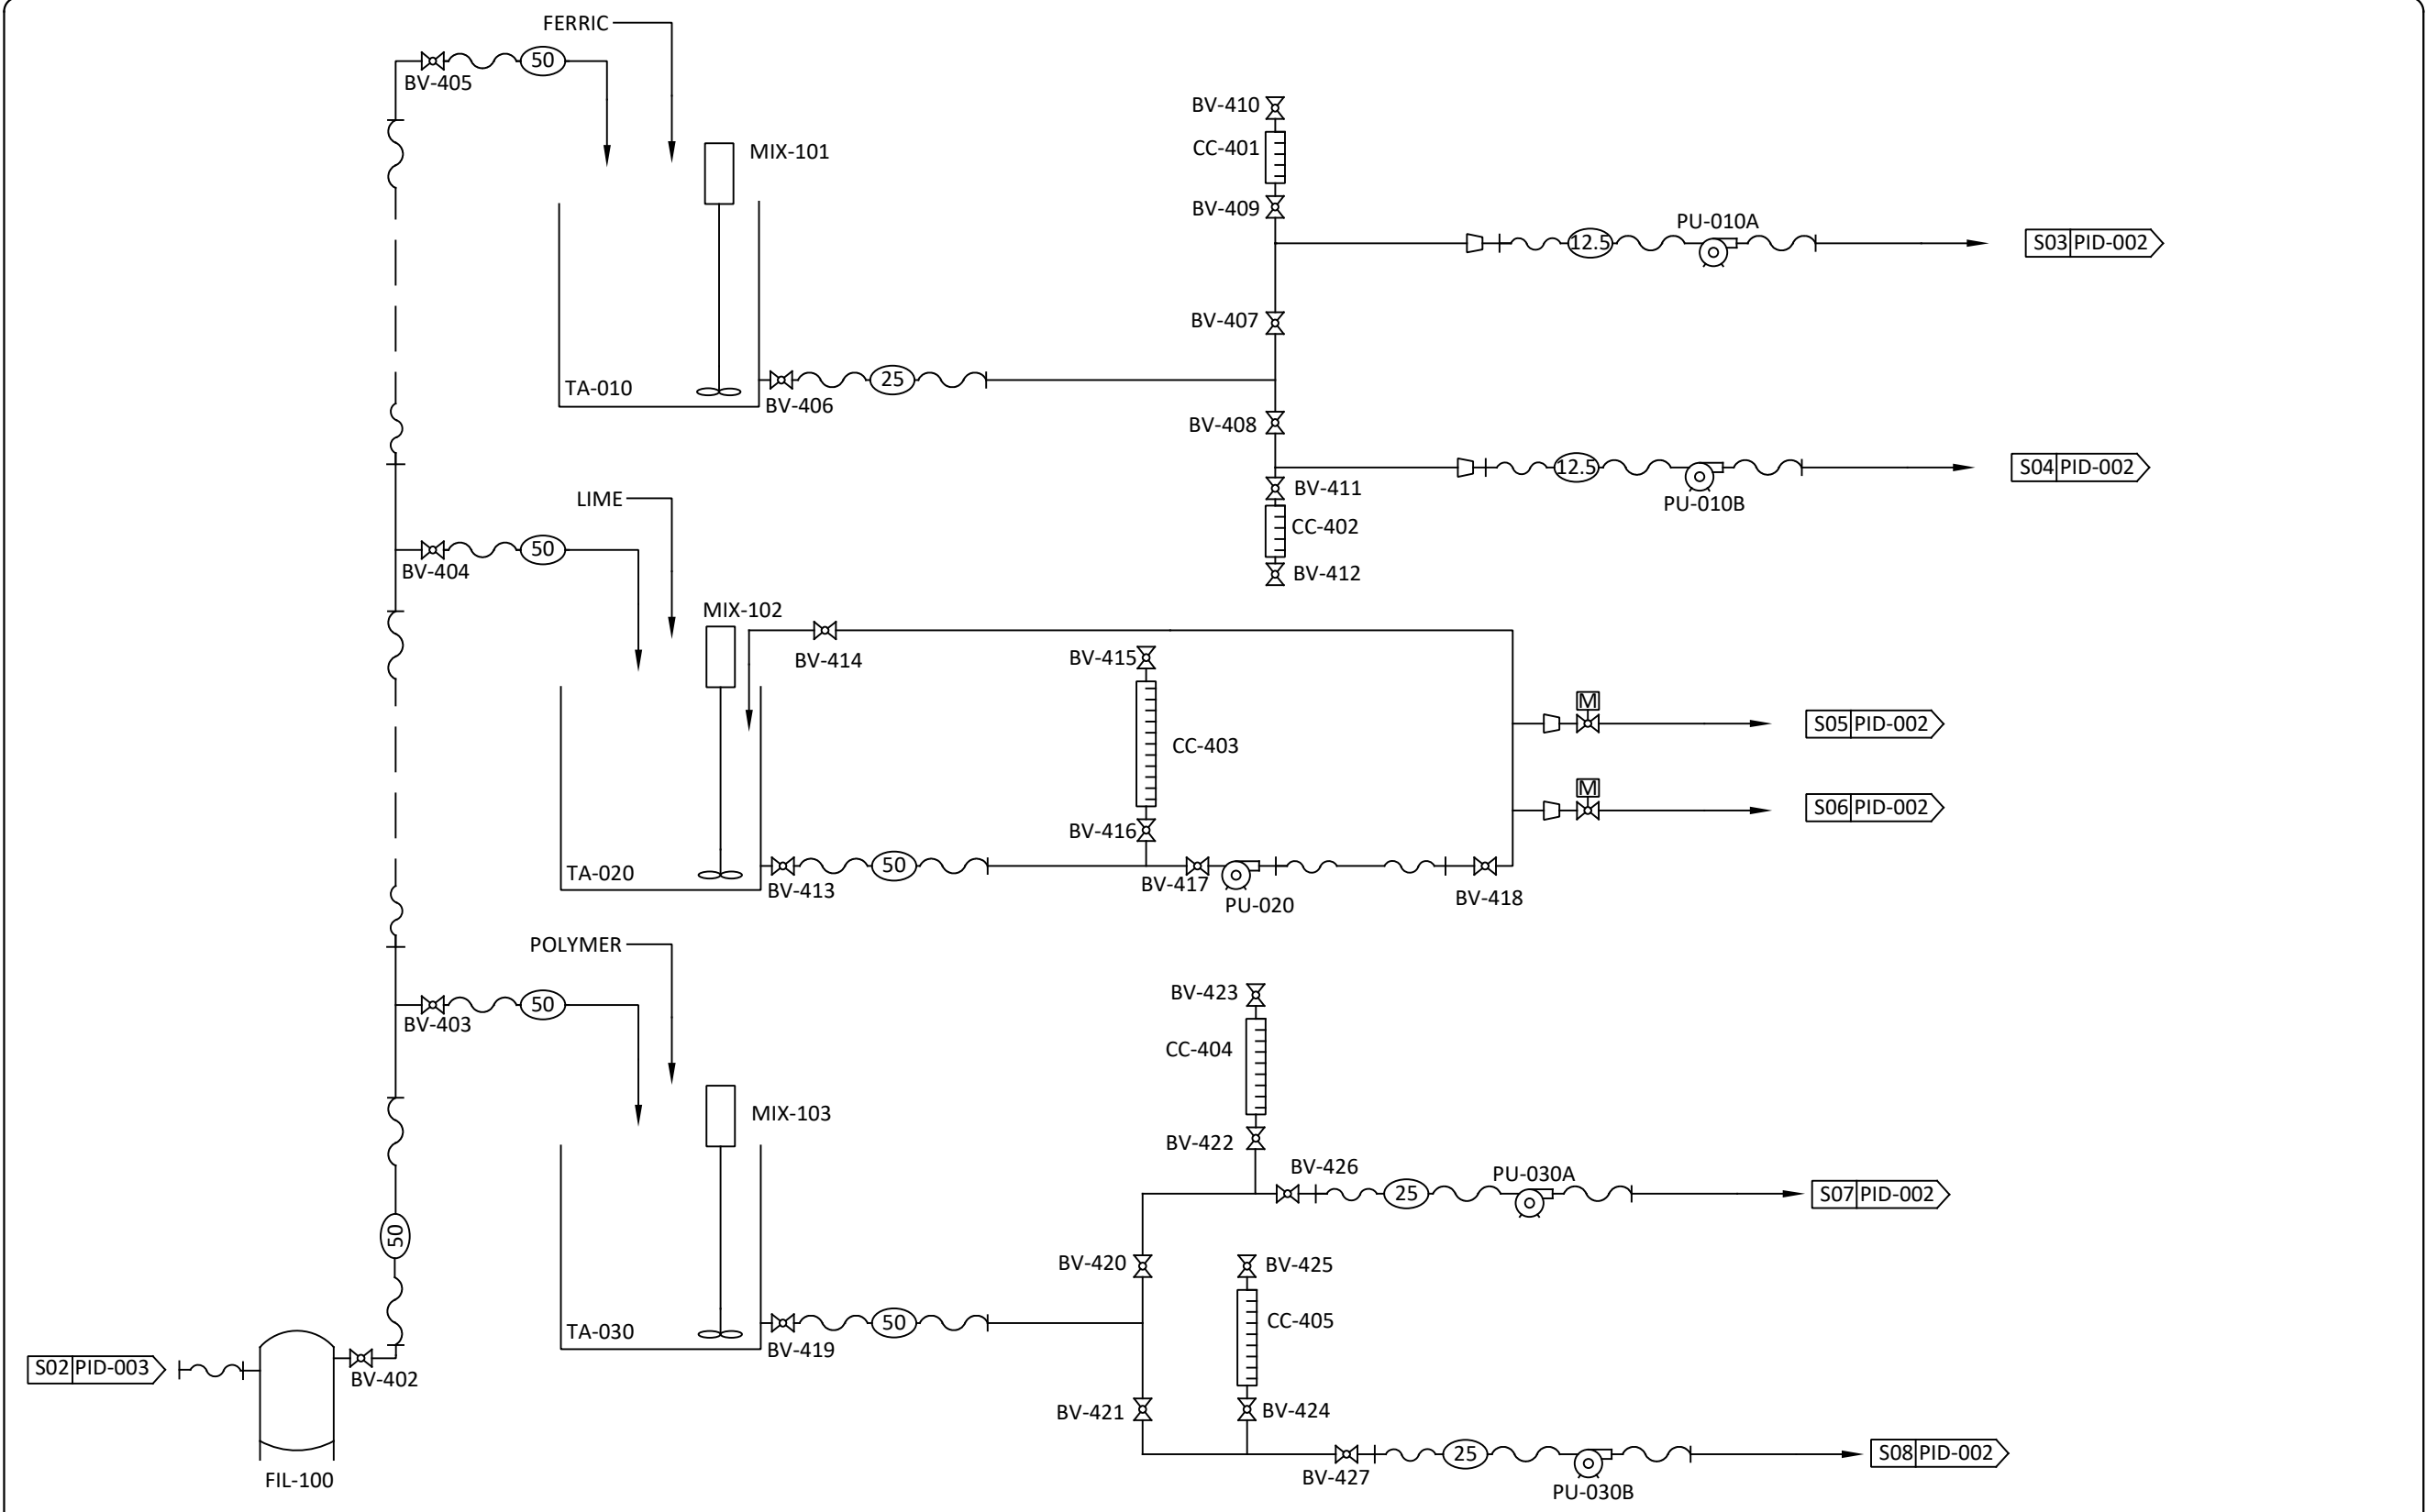 FERRIC
50
BV-405
BV-410
MIX-101
CC-401
BV-409
PU-010A
12.5
S03 PID-002
BV-407
TA-010
25
BV-406
BV-408
12.5
S04 PID-002
BV-411
PU-010B
LIME
CC-402
50
BV-404
BV-412
MIX-102
BV-414
BV-415
M
S05 PID-002
CC-403
M
S06 PID-002
BV-416
TA-020
50
BV-413
BV-417
PU-020
BV-418
POLYMER
50
BV-403
BV-423
CC-404
MIX-103
BV-422
BV-426
PU-030A
25
S07 PID-002
50
BV-420
BV-425
TA-030
50
BV-419
CC-405
S02 PID-003
BV-402
BV-421
BV-424
25
S08 PID-002
BV-427
PU-030B
FIL-100